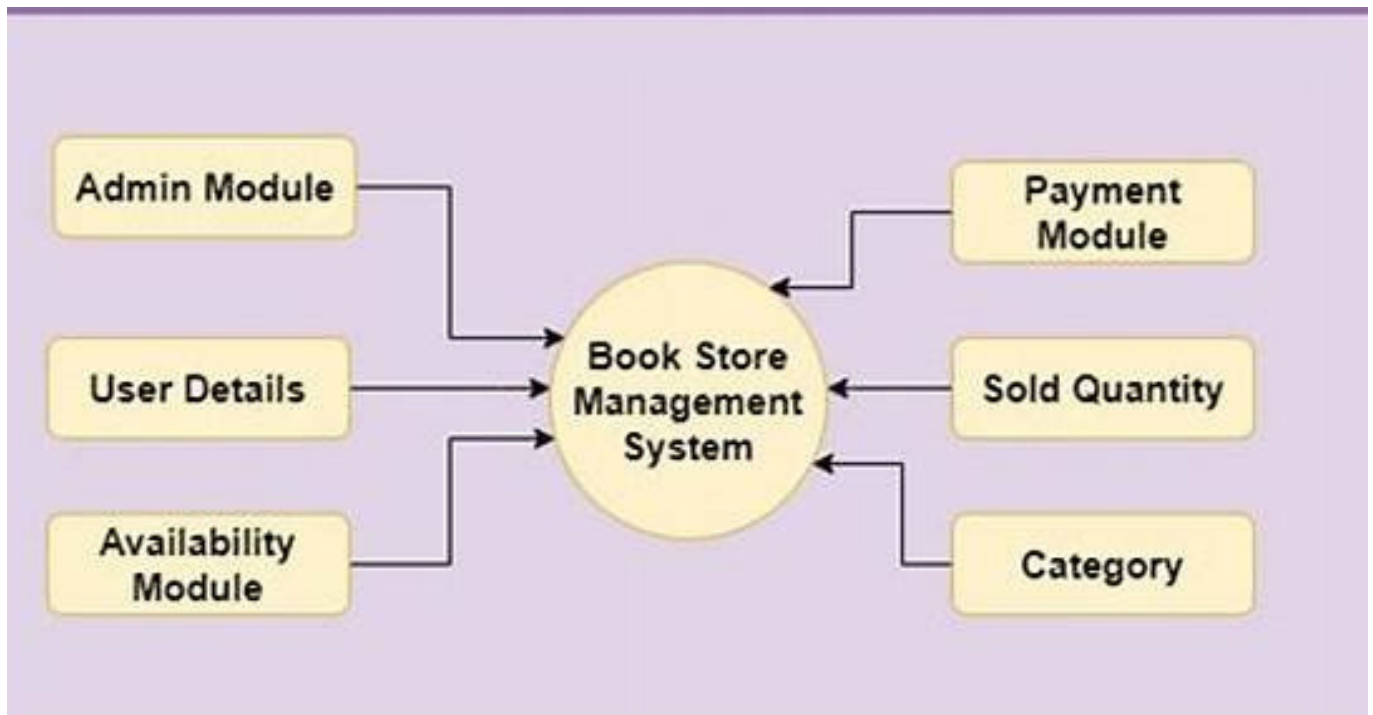 Admin Module
User Details
Availability
Module
Book Store
Management
System
Payment
Module
Sold Quantity
Category